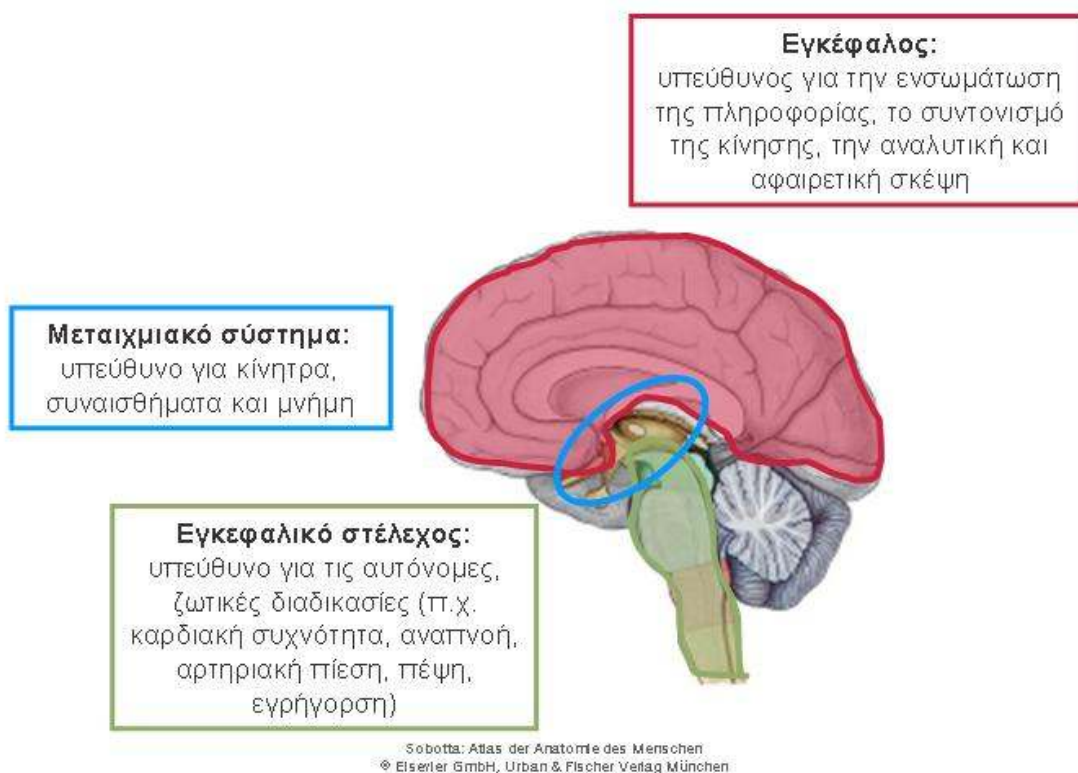 Εγκέφαλος:
υπεύθυνος για την ενσωμάτωση
της πληροφορίας, το συντονισμό
της κίνησης, την αναλυτική και
αφαιρετική σκέψη
Μεταιχμιακό σύστημα:
υπεύθυνο για κίνητρα,
συναισθήματα και μνήμη
Εγκεφαλικό στέλεχος:
υπεύθυνο για τις αυτόνομες,
ζωτικές διαδικασίες (π.χ.
καρδιακή συχνότητα, αναπνοή,
αρτηριακή πίεση, πέψη,
εγρήγορση)
Sobotta: Atlas der Anatomie des Menschen
© Elsevier GmbH, Urban & Fischer Verlag München